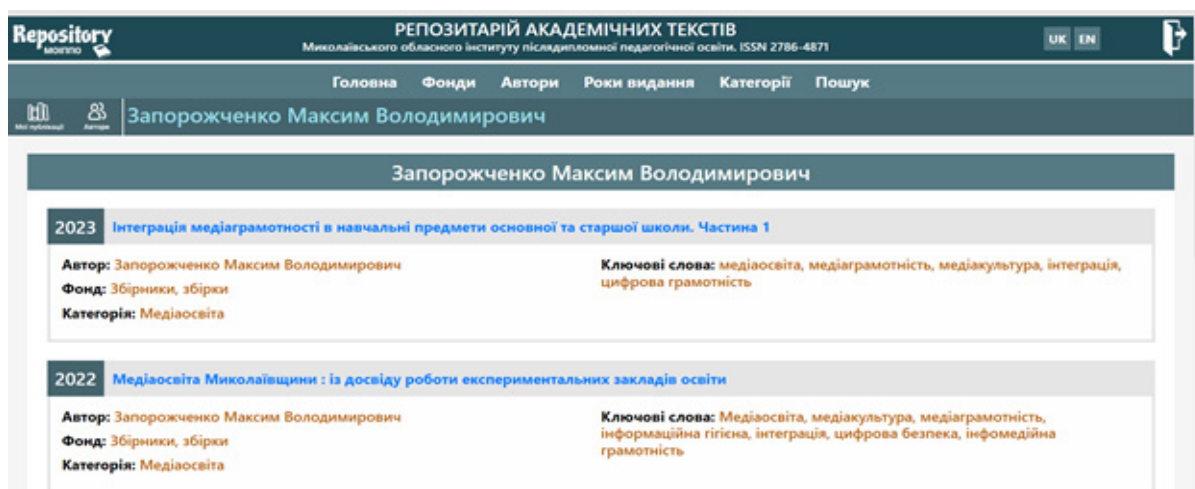 Repository
МОІППО
РЕПОЗИТАРІЙ АКАДЕМІЧНИХ ТЕКСТІВ
Миколаївського обласного інституту післядипломної педагогічної освіти. ISSN 2786-4871
UK EN
Головна Фонди Автори Роки видання Категорії Пошук
Мої публікації Автори
Запорожченко Максим Володимирович
Запорожченко Максим Володимирович
2023 Інтеграція медіаграмотності в навчальні предмети основної та старшої школи. Частина 1
Автор: Запорожченко Максим Володимирович
Фонд: Збірники, збірки
Категорія: Медіаосвіта
Ключові слова: медіаосвіта, медіаграмотність, медіакультура, інтеграція,
цифрова грамотність
2022 Медіаосвіта Миколаївщини : із досвіду роботи експериментальних закладів освіти
Автор: Запорожченко Максим Володимирович
Фонд: Збірники, збірки
Категорія: Медіаосвіта
Ключові слова: Медіаосвіта, медіакультура, медіаграмотність,
інформаційна гігієна, інтеграція, цифрова безпека, інфомедійна
грамотність